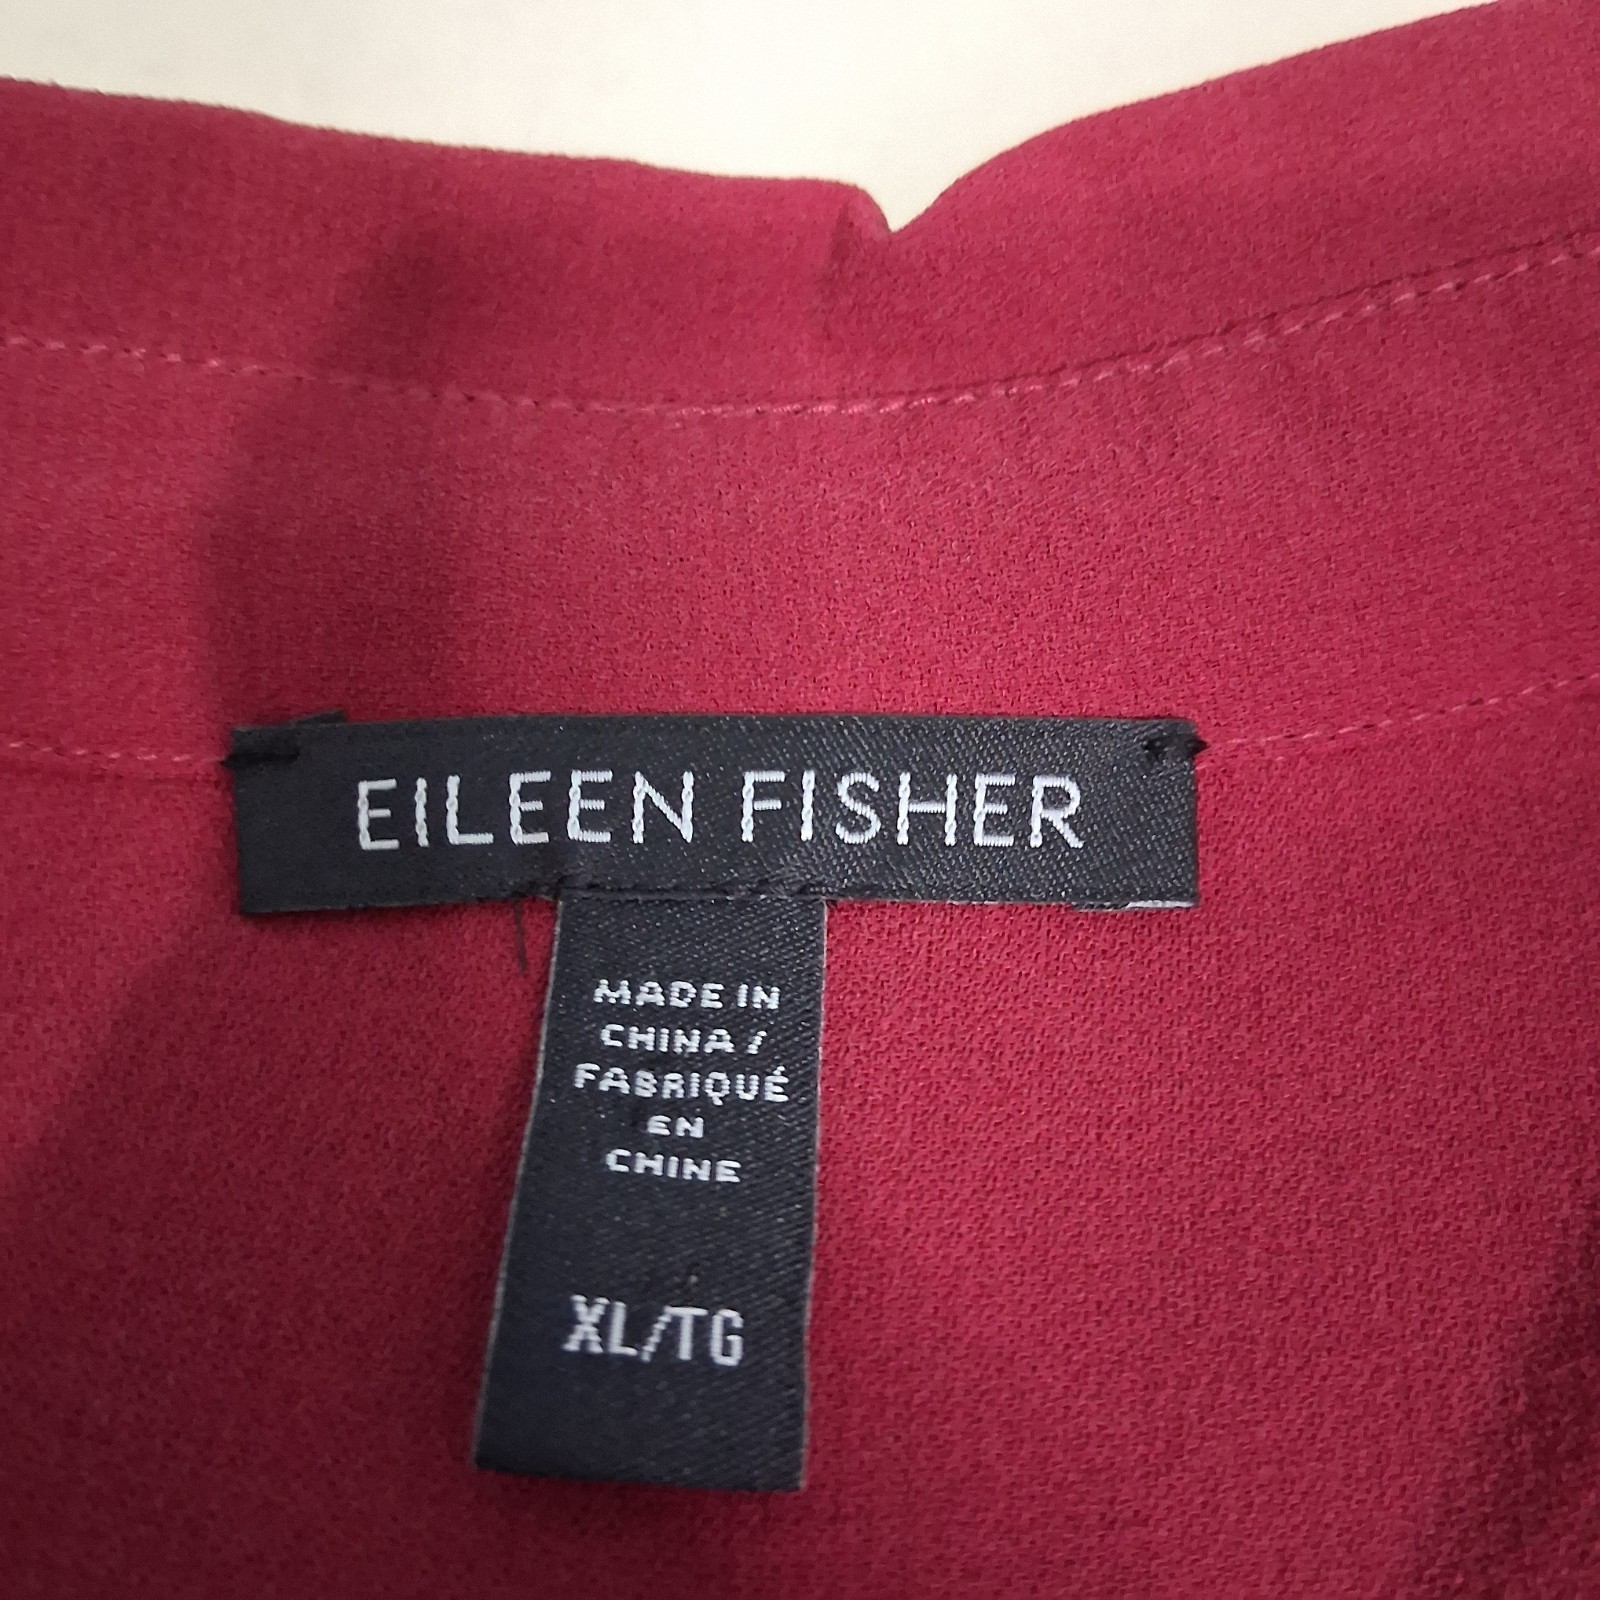 EILEEN FISHER
MADE IN
CHINA /
FABRIQUÉ
EN
CHINE
XL/TG